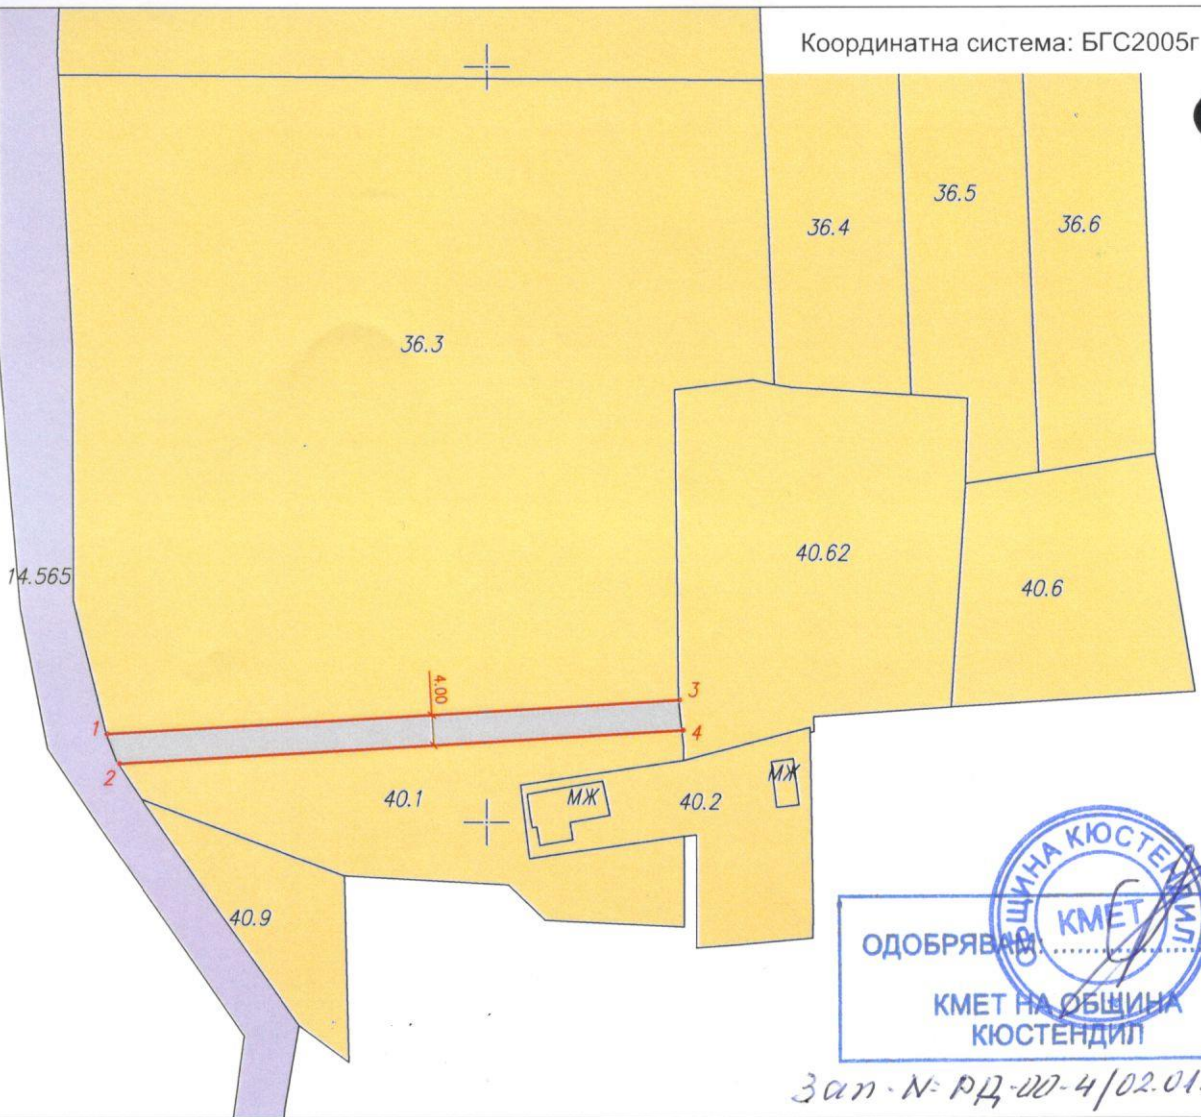 Координатна система: БГС2005г
36.4
36.5
36.6
36.3
40.62
40.6
14.565
4.00
1
2
3
4
40.1
МЖ
40.2
МЖ
40.9
ОБЩИНА КЮСТЕНДИЛ
КМЕТ
ОДОБРЯВАМ: ....................
КМЕТ НА ОБЩИНА
КЮСТЕНДИЛ
Зап. №: РД-00-4/02.01.